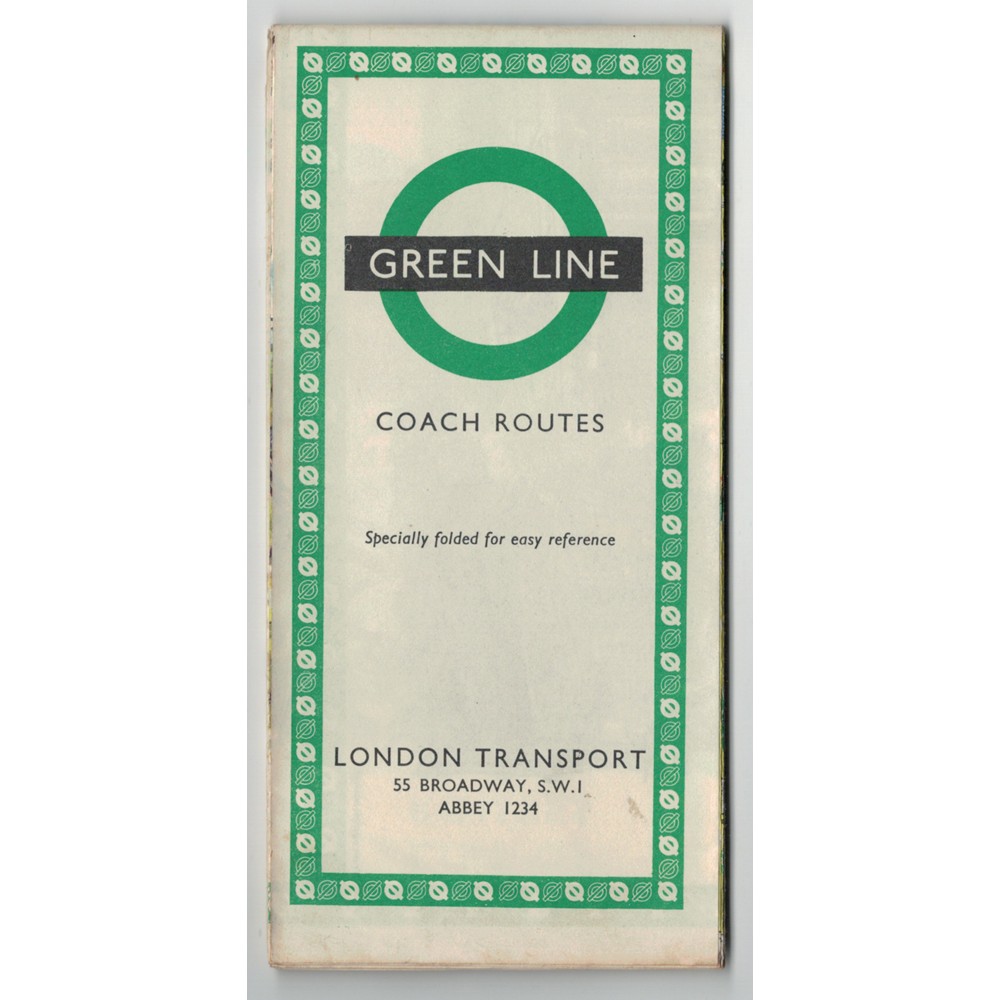 GREEN LINE
COACH ROUTES
Specially folded for easy reference
LONDON TRANSPORT
55 BROADWAY, S.W.1
ABBEY 1234